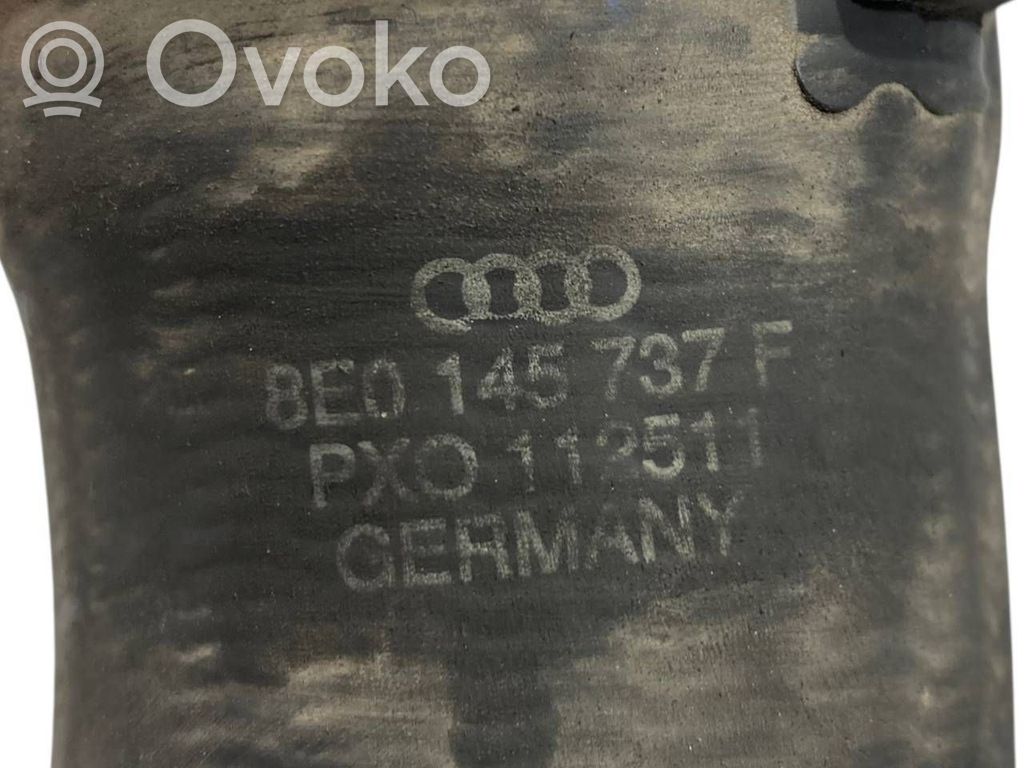 Ovoko
8E0 145 737 F
PXO 112511
GERMANY